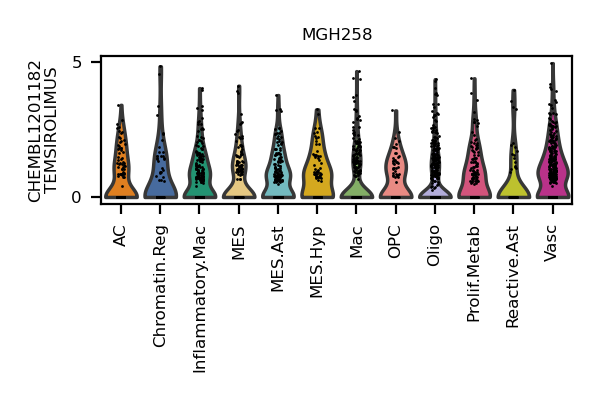 MGH258
CHEMBL1201182
TEMSIROLIMUS
5
0
AC
Chromatin.Reg
Inflammatory.Mac
MES
MES.Ast
MES.Hyp
Mac
OPC
Oligo
Prolif.Metab
Reactive.Ast
Vasc